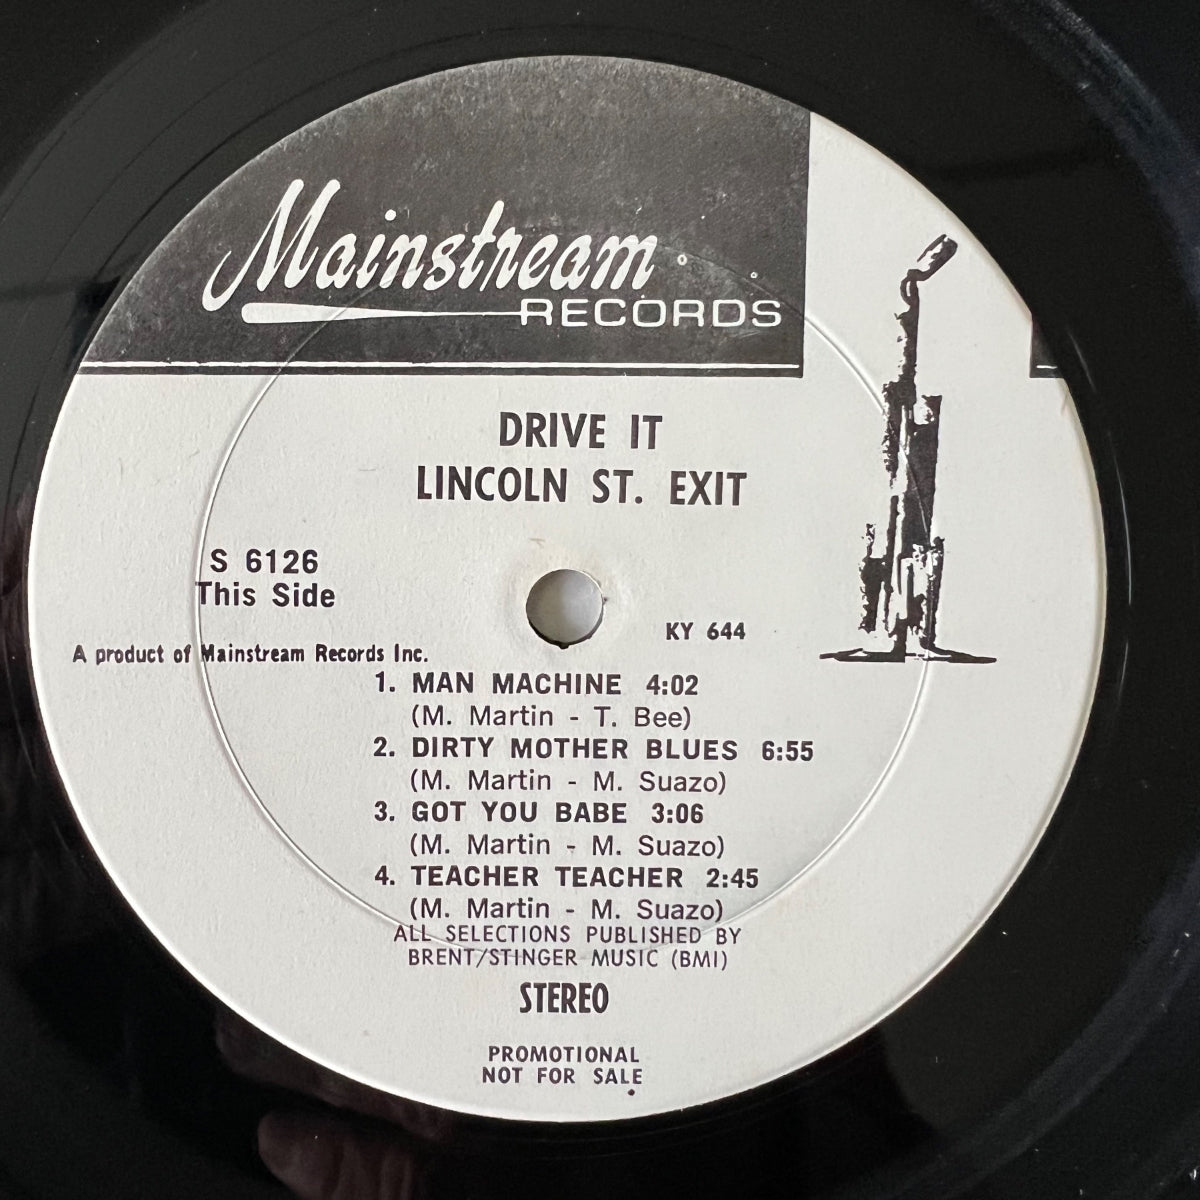 Mainstream
RECORDS
DRIVE IT
LINCOLN ST. EXIT
S 6126
This Side
KY 644
A product of Mainstream Records Inc.
1. MAN MACHINE 4:02
(M. Martin - T. Bee)
2. DIRTY MOTHER BLUES 6:55
(M. Martin - M. Suazo)
3. GOT YOU BABE 3:06
(M. Martin - M. Suazo)
4. TEACHER TEACHER 2:45
(M. Martin - M. Suazo)
ALL SELECTIONS PUBLISHED BY
BRENT/STINGER MUSIC (BMI)
STEREO
PROMOTIONAL
NOT FOR SALE